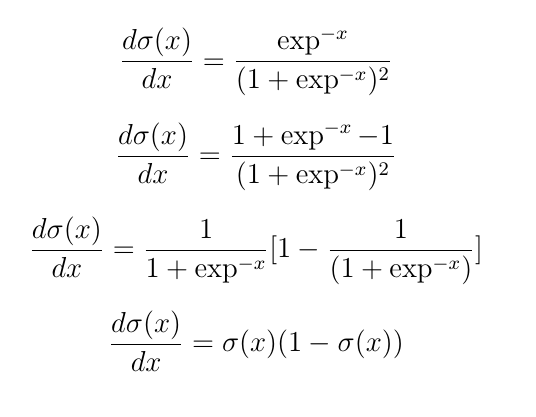 dσ(x)/dx = exp^{-x}/(1 + exp^{-x})^2
dσ(x)/dx = (1 + exp^{-x} - 1)/(1 + exp^{-x})^2
dσ(x)/dx = 1/(1 + exp^{-x}) [1 - 1/(1 + exp^{-x})]
dσ(x)/dx = σ(x)(1 - σ(x))